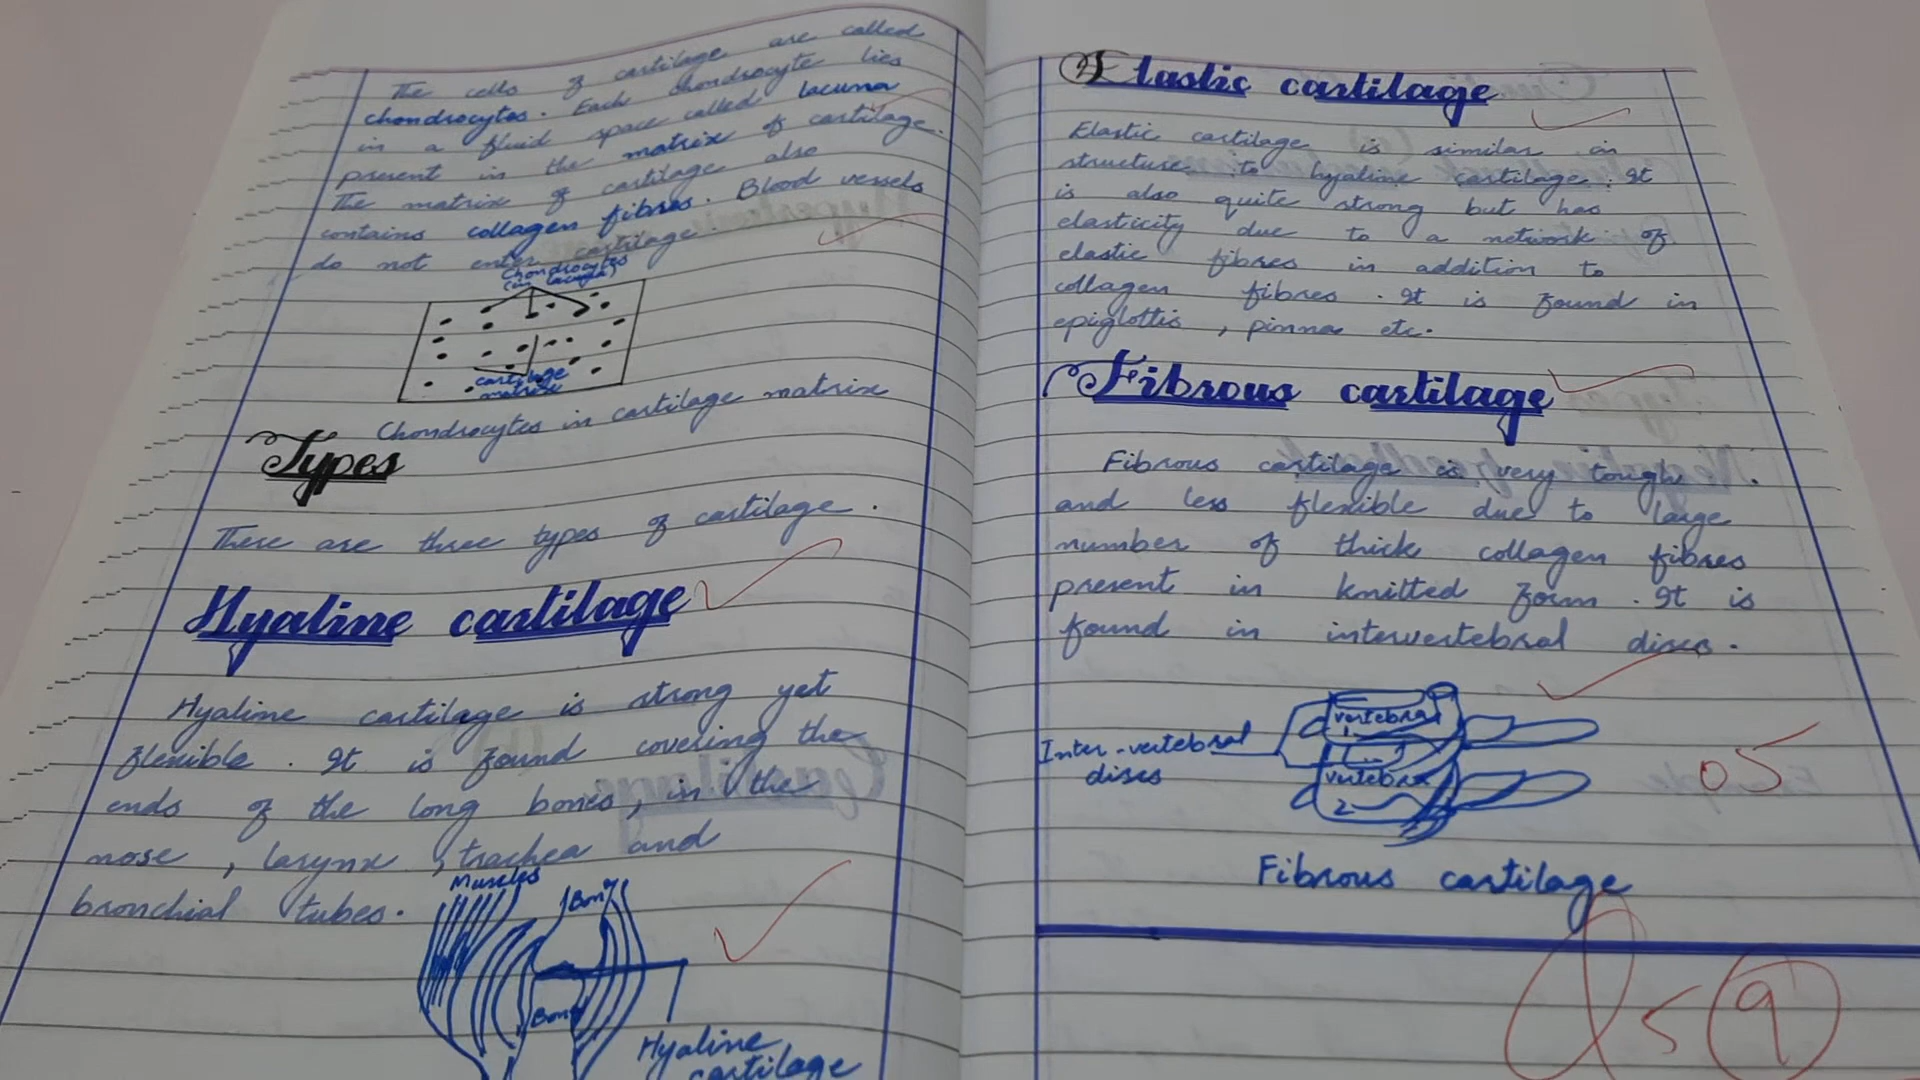 The cells of cartilage are called
chondrocytes. Each chondrocyte lies
in a fluid space called lacuna
present in the matrix of cartilage.
The matrix of cartilage also
contains collagen fibres. Blood vessels
do not enter cartilage.
Chondrocytes
(in lacuna)
cartilage
matrix
Chondrocytes in cartilage matrix
Types
There are three types of cartilage.
Hyaline cartilage
Hyaline cartilage is strong yet
flexible. It is found covering the
ends of the long bones, in the
nose, larynx, trachea and
bronchial tubes.
Muscles
Bone
Bone
Hyaline
cartilage
Elastic cartilage
Elastic cartilage is similar in
structure to hyaline cartilage. It
is also quite strong but has
elasticity due to a network of
elastic fibres in addition to
collagen fibres. It is found in
epiglottis, pinna etc.
Fibrous cartilage
Fibrous cartilage is very tough
and less flexible due to large
number of thick collagen fibres
present in knitted form. It is
found in intervertebral discs.
vertebra
1
Inter-vertebral
discs
vertebra
2
05
Fibrous cartilage
9